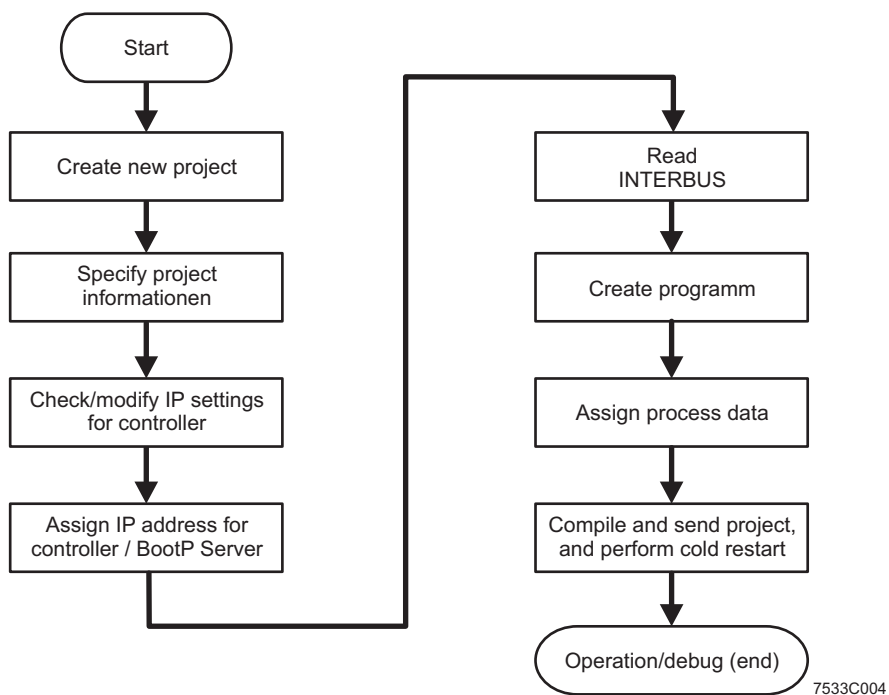 Start
Create new project
Specify project
informationen
Check/modify IP settings
for controller
Assign IP address for
controller / BootP Server
Read
INTERBUS
Create programm
Assign process data
Compile and send project,
and perform cold restart
Operation/debug (end)
7533C004